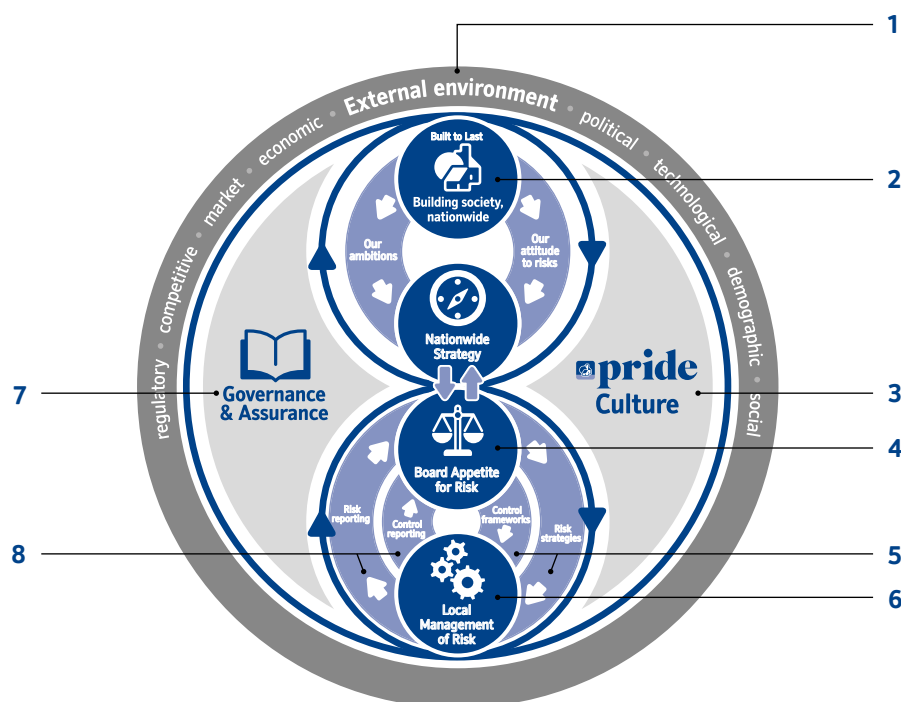 1
External environment
regulatory • competitive • market • economic
political • technological • demographic • social
Built to Last
Building society,
nationwide
2
Our
ambitions
Our
attitude
to risks
Nationwide
Strategy
7
Governance
& Assurance
pride
Culture
3
Board Appetite
for Risk
4
Risk
reporting
Control
reporting
Control
frameworks
Risk
strategies
8
5
Local
Management
of Risk
6